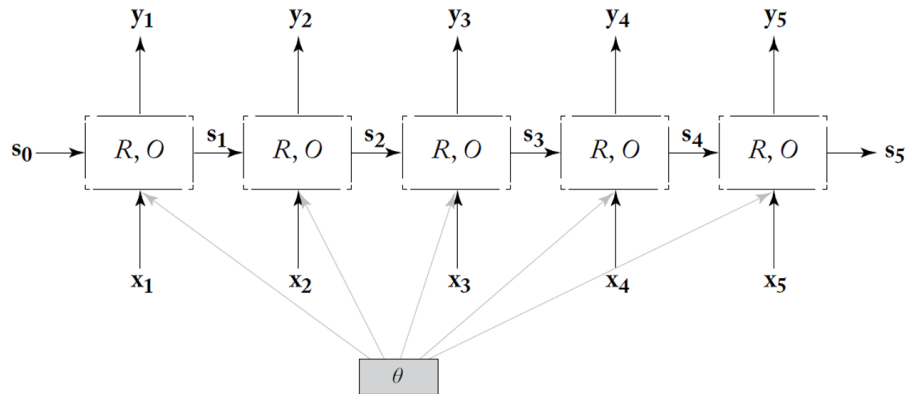 y1 y2 y3 y4 y5
s0 R, O s1 R, O s2 R, O s3 R, O s4 R, O s5
x1 x2 x3 x4 x5
θ